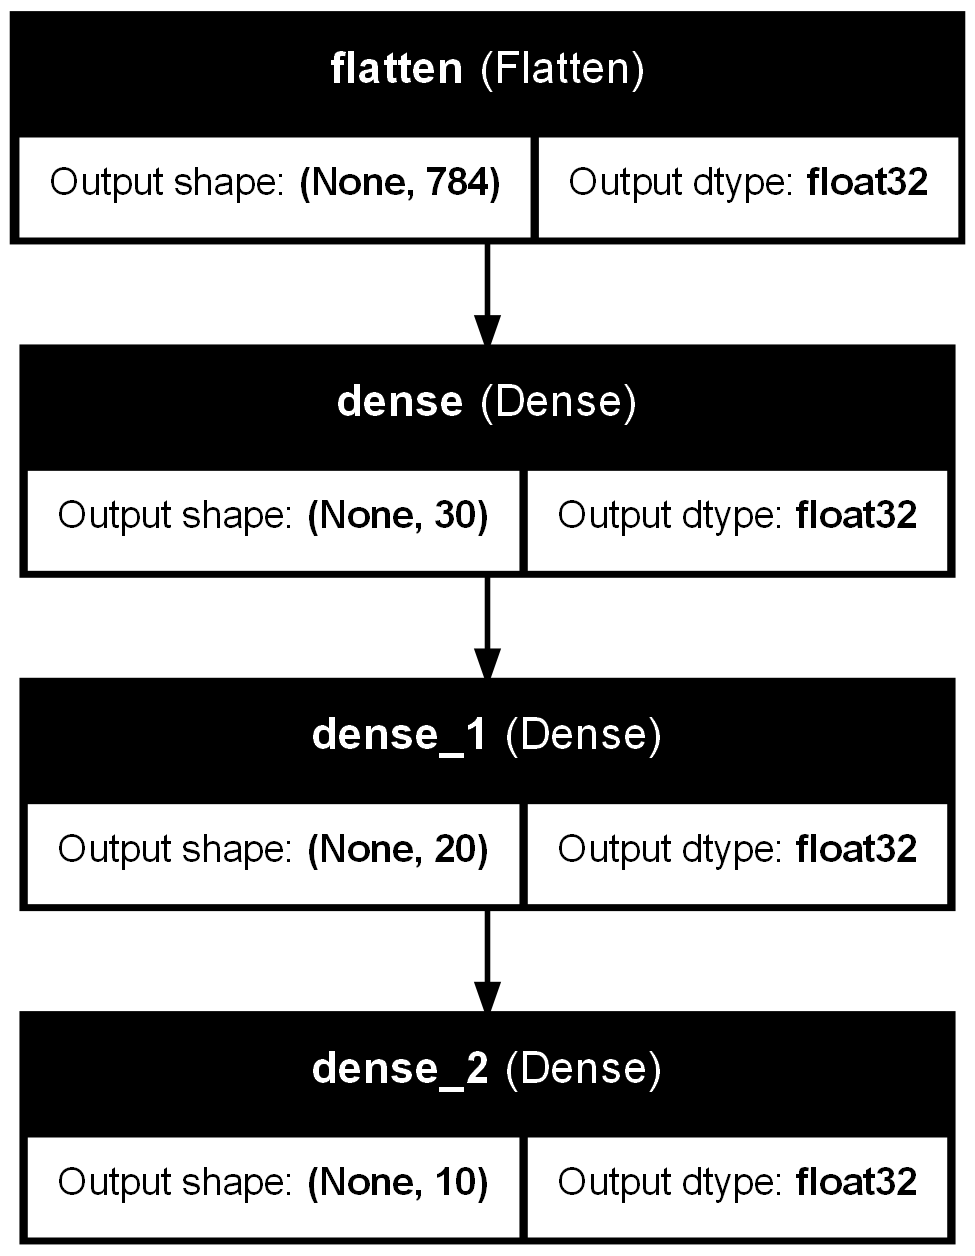 flatten (Flatten)
Output shape: (None, 784) Output dtype: float32
dense (Dense)
Output shape: (None, 30) Output dtype: float32
dense_1 (Dense)
Output shape: (None, 20) Output dtype: float32
dense_2 (Dense)
Output shape: (None, 10) Output dtype: float32